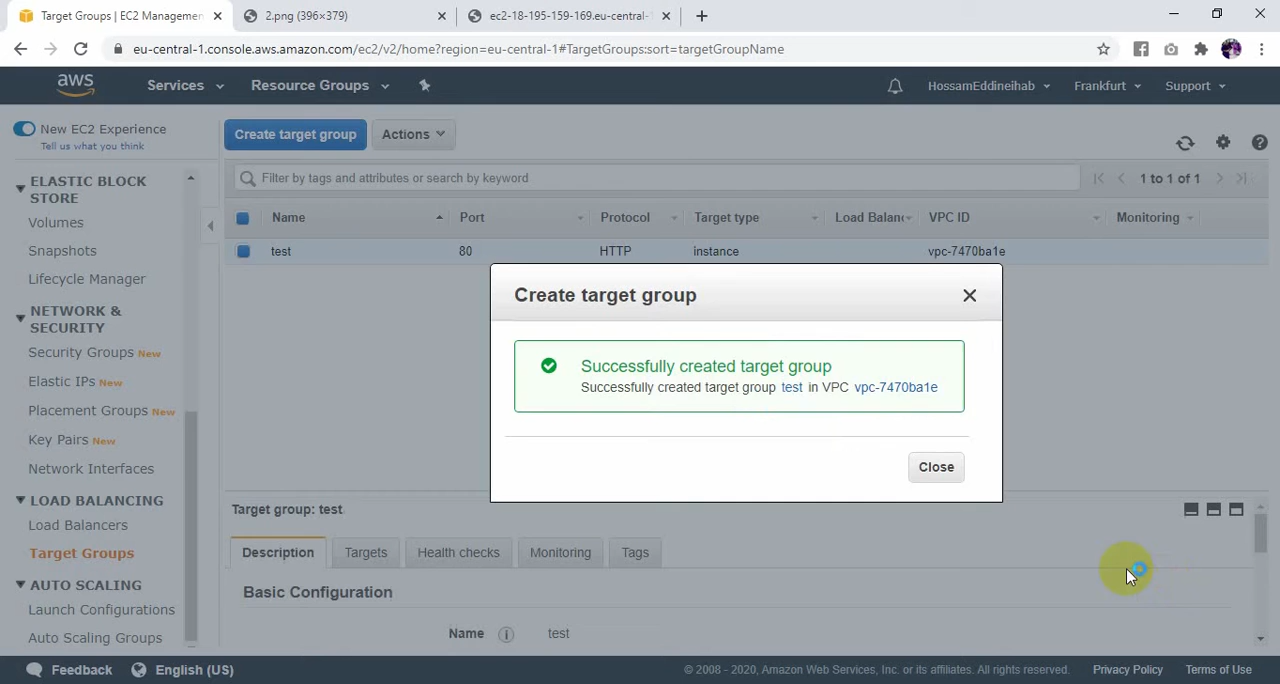 Target Groups | EC2 Managemen
2.png (396×379)
ec2-18-195-159-169.eu-central-1
eu-central-1.console.aws.amazon.com/ec2/v2/home?region=eu-central-1#TargetGroups:sort=targetGroupName
aws
Services
Resource Groups
HossamEddineihab
Frankfurt
Support
New EC2 Experience
Tell us what you think
Create target group
Actions
Filter by tags and attributes or search by keyword
1 to 1 of 1
Name
Port
Protocol
Target type
Load Balanc
VPC ID
Monitoring
test
80
HTTP
instance
vpc-7470ba1e
ELASTIC BLOCK
STORE
Volumes
Snapshots
Lifecycle Manager
NETWORK &
SECURITY
Security Groups New
Elastic IPs New
Placement Groups New
Key Pairs New
Network Interfaces
LOAD BALANCING
Load Balancers
Target Groups
AUTO SCALING
Launch Configurations
Auto Scaling Groups
Create target group
Successfully created target group
Successfully created target group test in VPC vpc-7470ba1e
Close
Target group: test
Description
Targets
Health checks
Monitoring
Tags
Basic Configuration
Name
test
Feedback
English (US)
© 2008 - 2020, Amazon Web Services, Inc. or its affiliates. All rights reserved.
Privacy Policy
Terms of Use